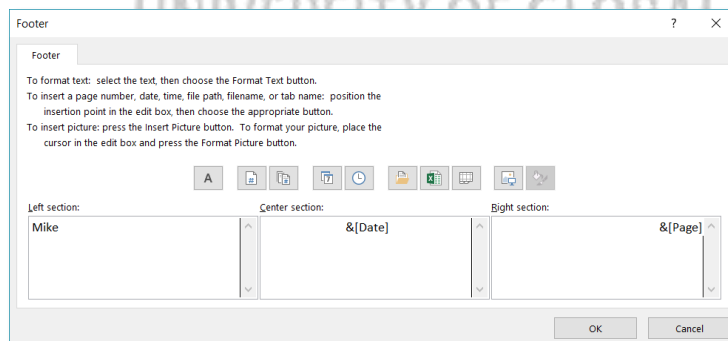 Footer
?
Footer
To format text: select the text, then choose the Format Text button.
To insert a page number, date, time, file path, filename, or tab name: position the
insertion point in the edit box, then choose the appropriate button.
To insert picture: press the Insert Picture button. To format your picture, place the
cursor in the edit box and press the Format Picture button.
A
Left section:
Center section:
Right section:
Mike
&[Date]
&[Page]
OK
Cancel